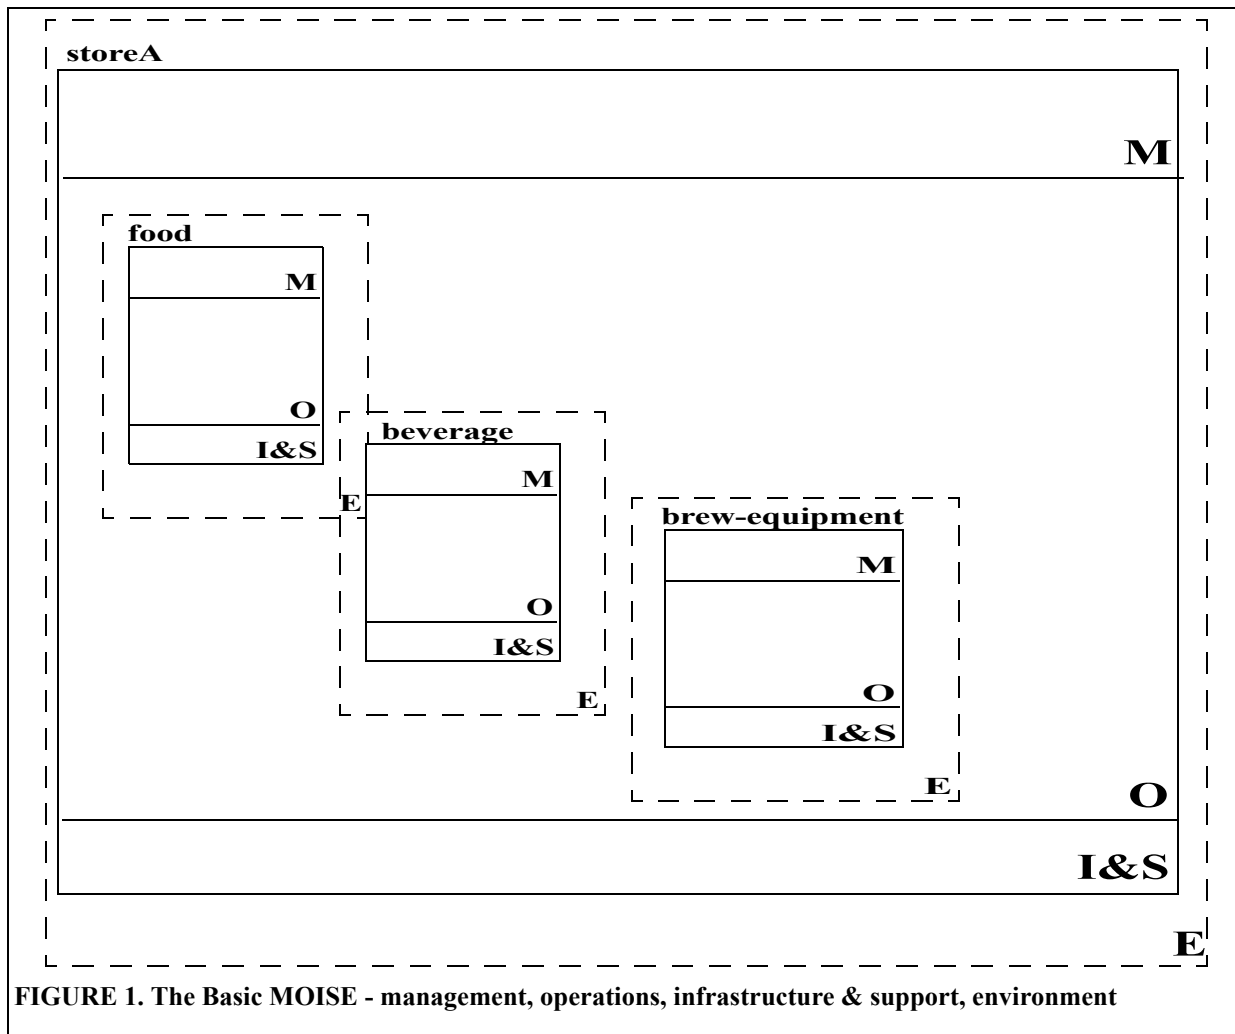 storeA
M
food
M
O
I&S
E
beverage
M
O
I&S
E
brew-equipment
M
O
I&S
E
O
I&S
E
FIGURE 1. The Basic MOISE - management, operations, infrastructure & support, environment